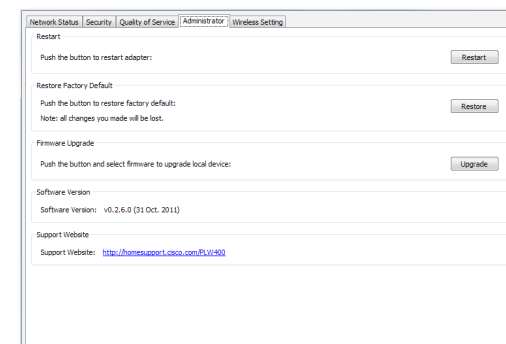 Network Status Security Quality of Service Administrator Wireless Setting
Restart
Push the button to restart adapter: Restart
Restore Factory Default
Push the button to restore factory default: Restore
Note: all changes you made will be lost.
Firmware Upgrade
Push the button and select firmware to upgrade local device: Upgrade
Software Version
Software Version: v0.2.6.0 (31 Oct. 2011)
Support Website
Support Website: http://homesupport.cisco.com/PLW400